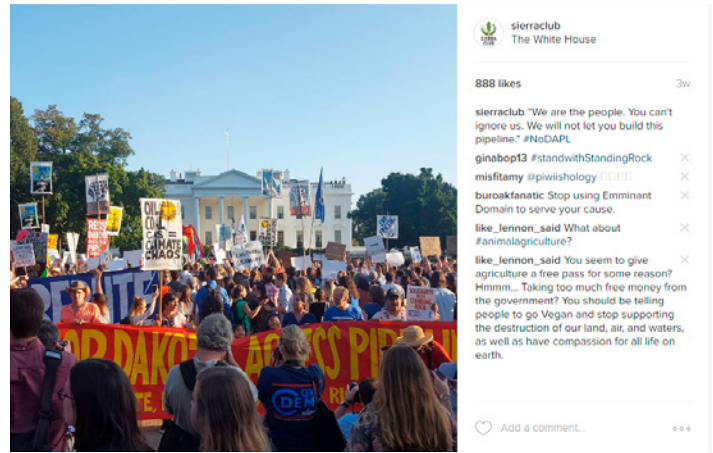 sierraclub
The White House
888 likes
3w
sierraclub "We are the people. You can't
ignore us. We will not let you build this
pipeline." #NoDAPL
ginabop13 #standwithStandingRock
misfitamy @piwiishology
buroakfanatic Stop using Emminant
Domain to serve your cause.
like_lennon_said What about
#animalagriculture?
like_lennon_said You seem to give
agriculture a free pass for some reason?
Hmmm... Taking too much free money from
the government? You should be telling
people to go Vegan and stop supporting
the destruction of our land, air, and waters,
as well as have compassion for all life on
earth.
Add a comment...
CLIMATE
CHAOS
OP DAKO
ACCESS PIP
DEM